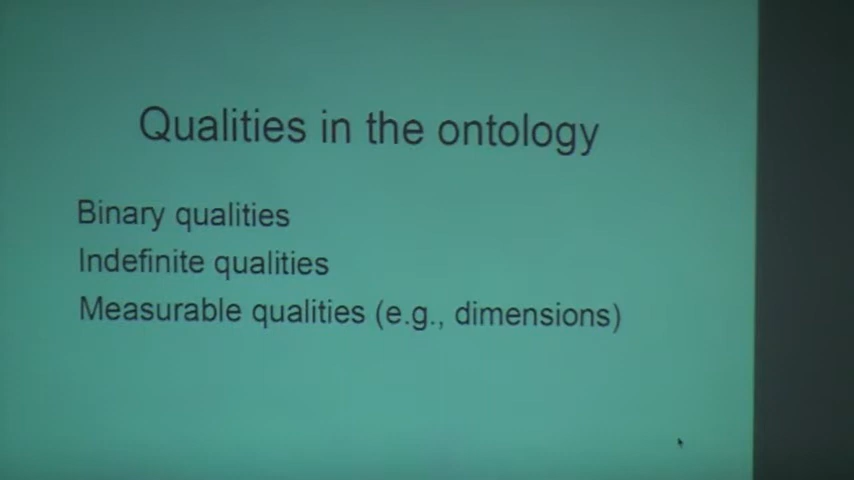 Qualities in the ontology
Binary qualities
Indefinite qualities
Measurable qualities (e.g., dimensions)